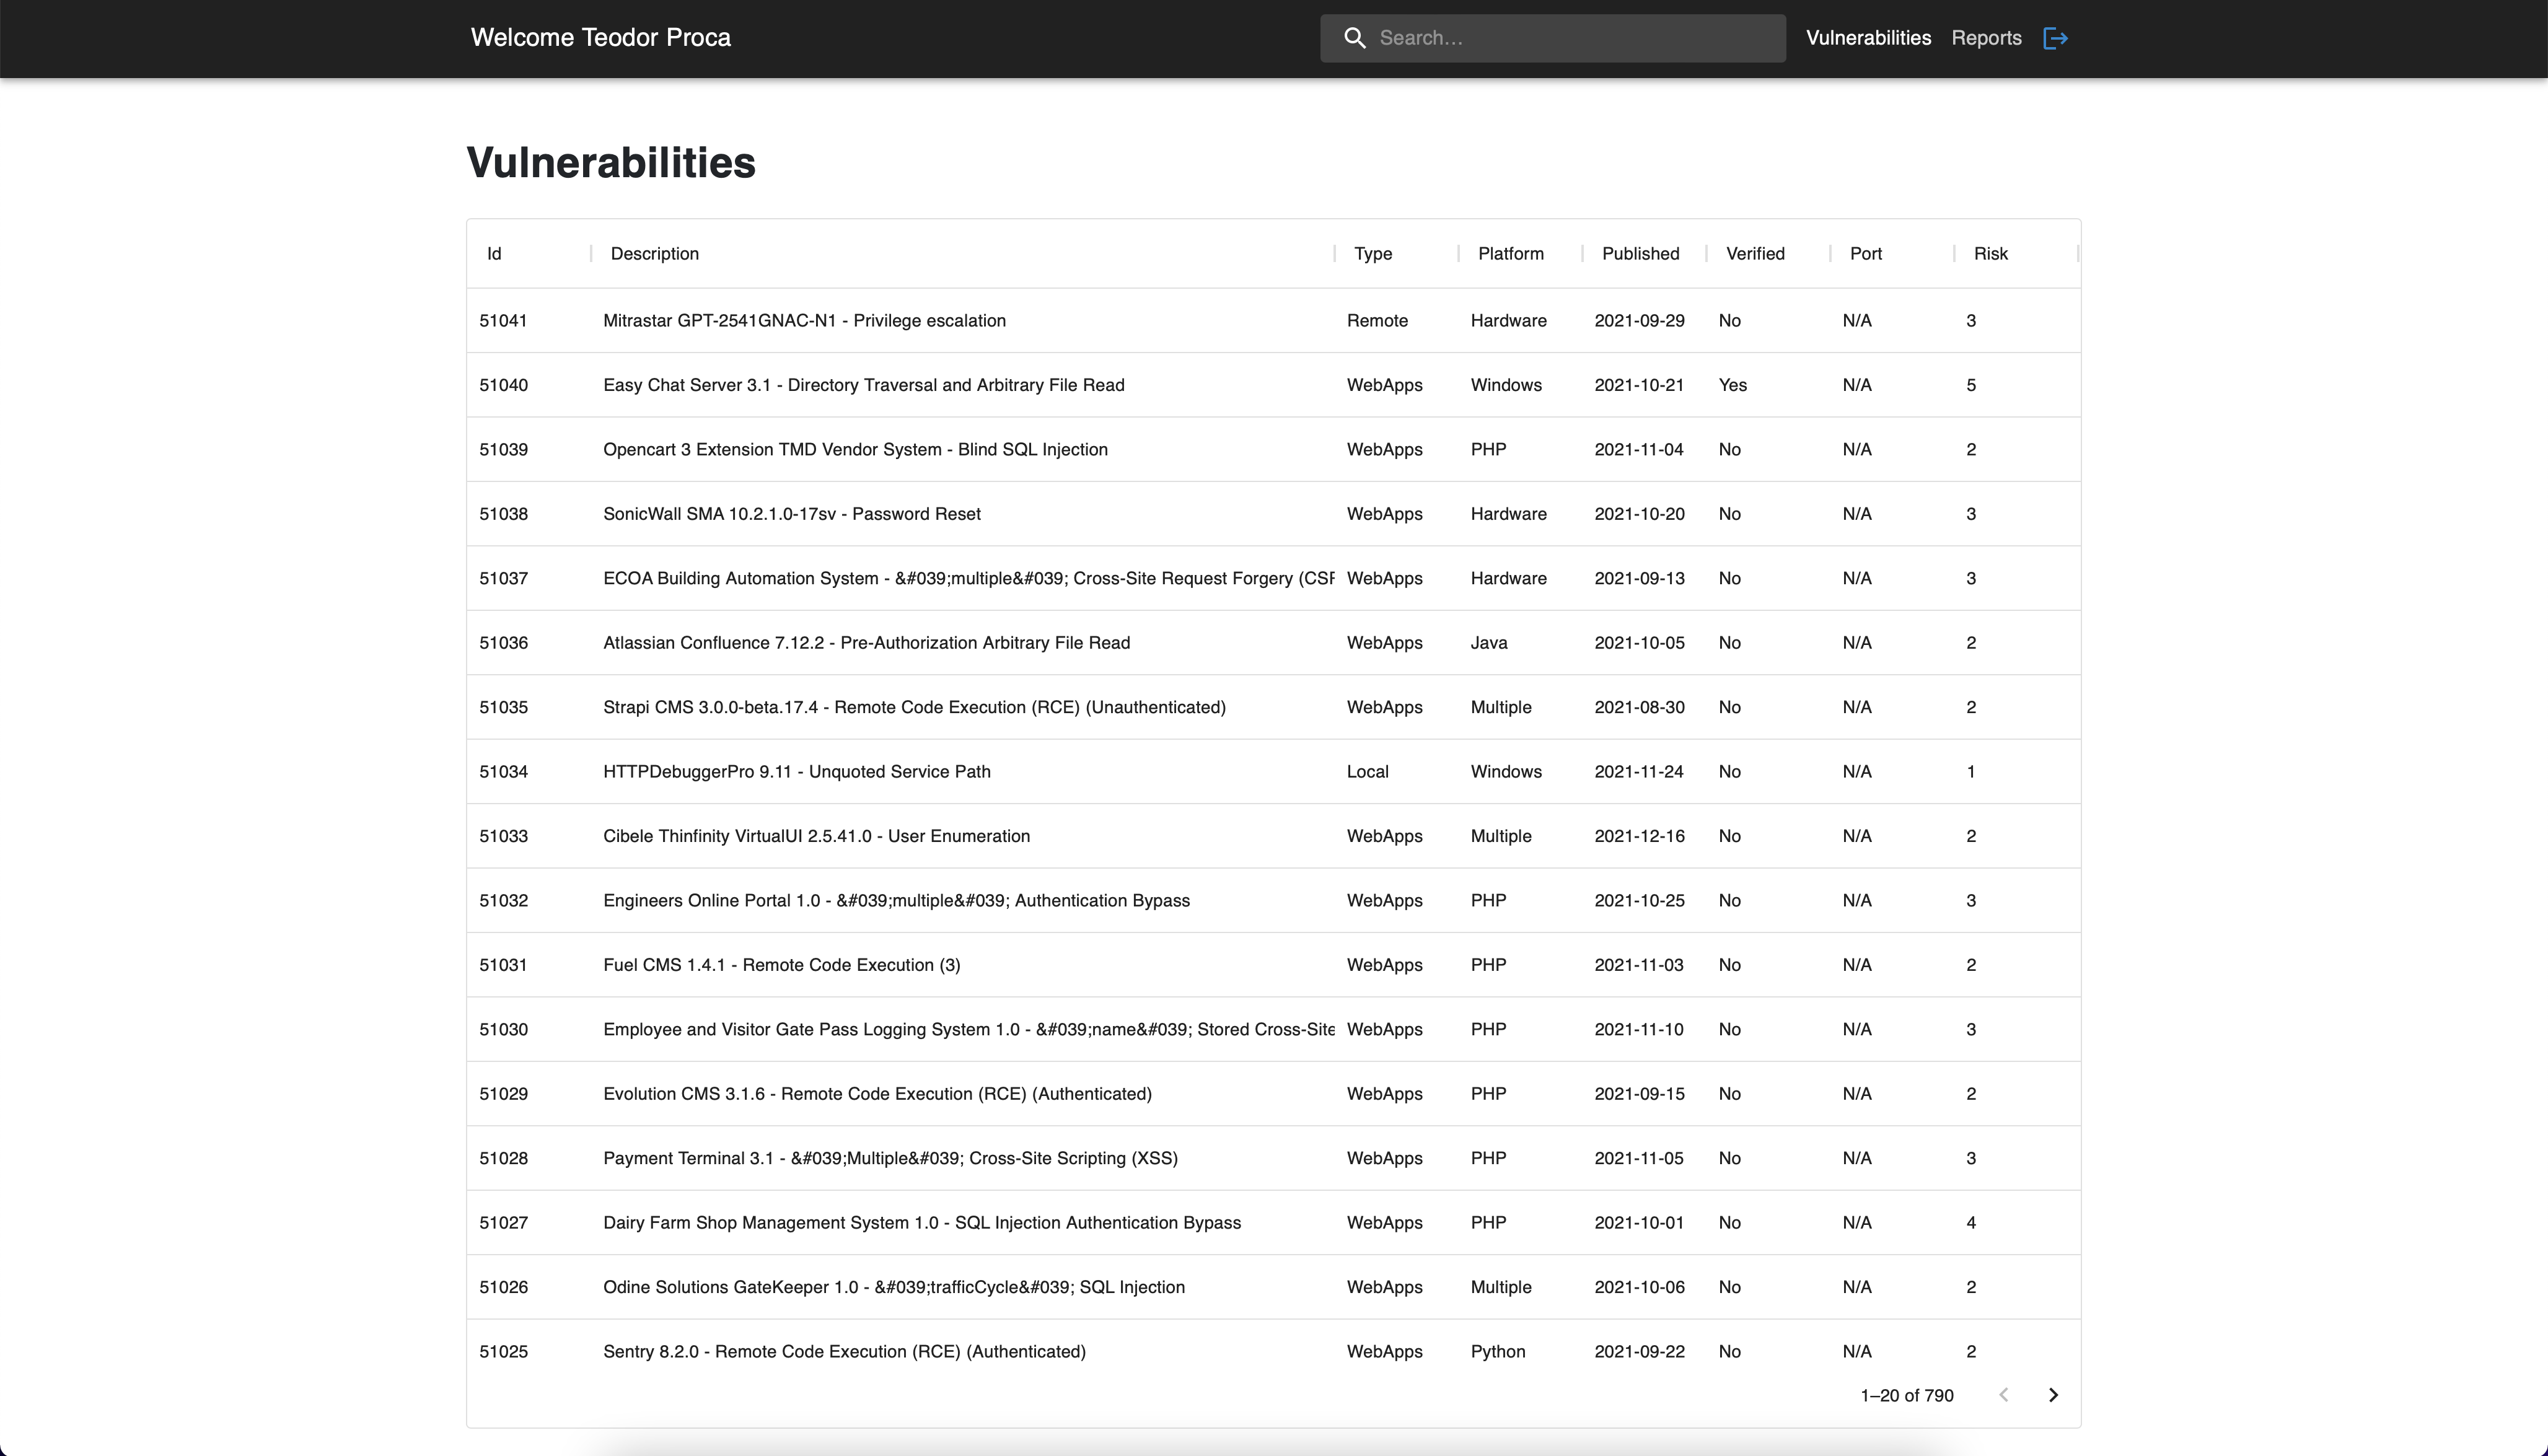 Welcome Teodor Proca Search... Vulnerabilities Reports
Vulnerabilities
Id Description Type Platform Published Verified Port Risk
51041 Mitrastar GPT-2541GNAC-N1 - Privilege escalation Remote Hardware 2021-09-29 No N/A 3
51040 Easy Chat Server 3.1 - Directory Traversal and Arbitrary File Read WebApps Windows 2021-10-21 Yes N/A 5
51039 Opencart 3 Extension TMD Vendor System - Blind SQL Injection WebApps PHP 2021-11-04 No N/A 2
51038 SonicWall SMA 10.2.1.0-17sv - Password Reset WebApps Hardware 2021-10-20 No N/A 3
51037 ECOA Building Automation System - &#039;multiple&#039; Cross-Site Request Forgery (CSF WebApps Hardware 2021-09-13 No N/A 3
51036 Atlassian Confluence 7.12.2 - Pre-Authorization Arbitrary File Read WebApps Java 2021-10-05 No N/A 2
51035 Strapi CMS 3.0.0-beta.17.4 - Remote Code Execution (RCE) (Unauthenticated) WebApps Multiple 2021-08-30 No N/A 2
51034 HTTPDebuggerPro 9.11 - Unquoted Service Path Local Windows 2021-11-24 No N/A 1
51033 Cibele Thinfinity VirtualUI 2.5.41.0 - User Enumeration WebApps Multiple 2021-12-16 No N/A 2
51032 Engineers Online Portal 1.0 - &#039;multiple&#039; Authentication Bypass WebApps PHP 2021-10-25 No N/A 3
51031 Fuel CMS 1.4.1 - Remote Code Execution (3) WebApps PHP 2021-11-03 No N/A 2
51030 Employee and Visitor Gate Pass Logging System 1.0 - &#039;name&#039; Stored Cross-Site WebApps PHP 2021-11-10 No N/A 3
51029 Evolution CMS 3.1.6 - Remote Code Execution (RCE) (Authenticated) WebApps PHP 2021-09-15 No N/A 2
51028 Payment Terminal 3.1 - &#039;Multiple&#039; Cross-Site Scripting (XSS) WebApps PHP 2021-11-05 No N/A 3
51027 Dairy Farm Shop Management System 1.0 - SQL Injection Authentication Bypass WebApps PHP 2021-10-01 No N/A 4
51026 Odine Solutions GateKeeper 1.0 - &#039;trafficCycle&#039; SQL Injection WebApps Multiple 2021-10-06 No N/A 2
51025 Sentry 8.2.0 - Remote Code Execution (RCE) (Authenticated) WebApps Python 2021-09-22 No N/A 2
1–20 of 790